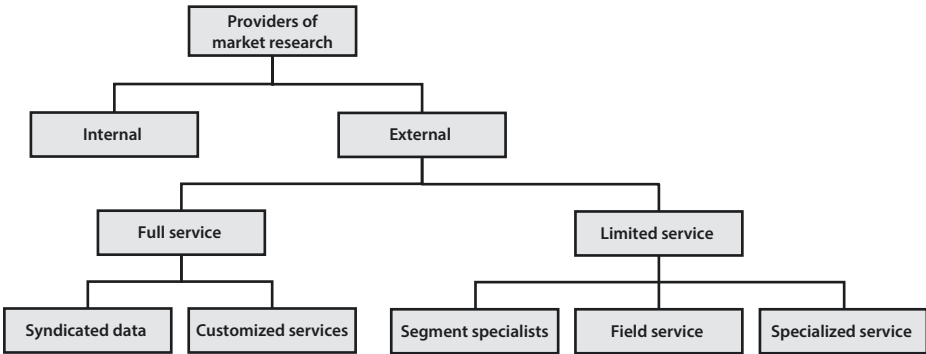 Providers of
market research
Internal
External
Full service
Limited service
Syndicated data
Customized services
Segment specialists
Field service
Specialized service